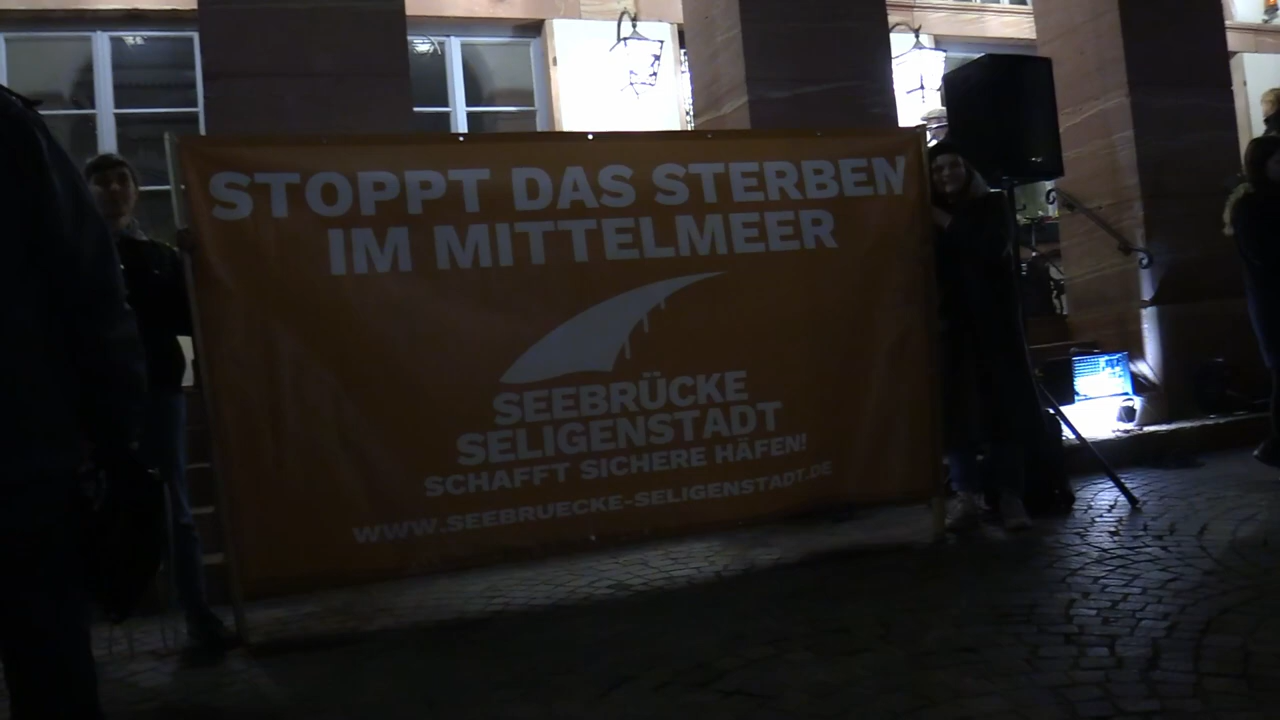 STOPPT DAS STERBEN
IM MITTELMEER
SEEBRÜCKE
SELIGENSTADT
SCHAFFT SICHERE HÄFEN!
WWW.SEEBRUECKE-SELIGENSTADT.DE